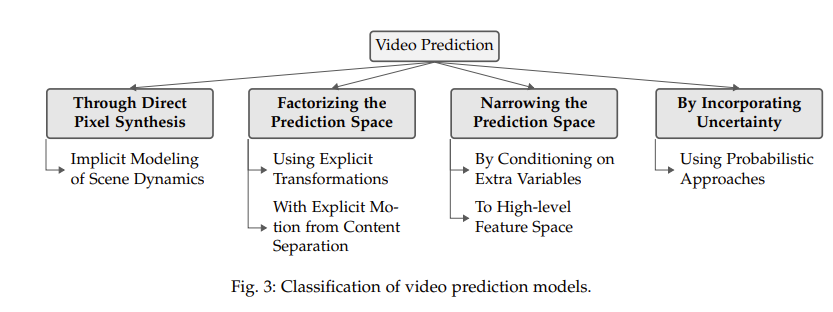 Video Prediction
Through Direct
Pixel Synthesis
Implicit Modeling
of Scene Dynamics
Factorizing the
Prediction Space
Using Explicit
Transformations
With Explicit Mo-
tion from Content
Separation
Narrowing the
Prediction Space
By Conditioning on
Extra Variables
To High-level
Feature Space
By Incorporating
Uncertainty
Using Probabilistic
Approaches
Fig. 3: Classification of video prediction models.